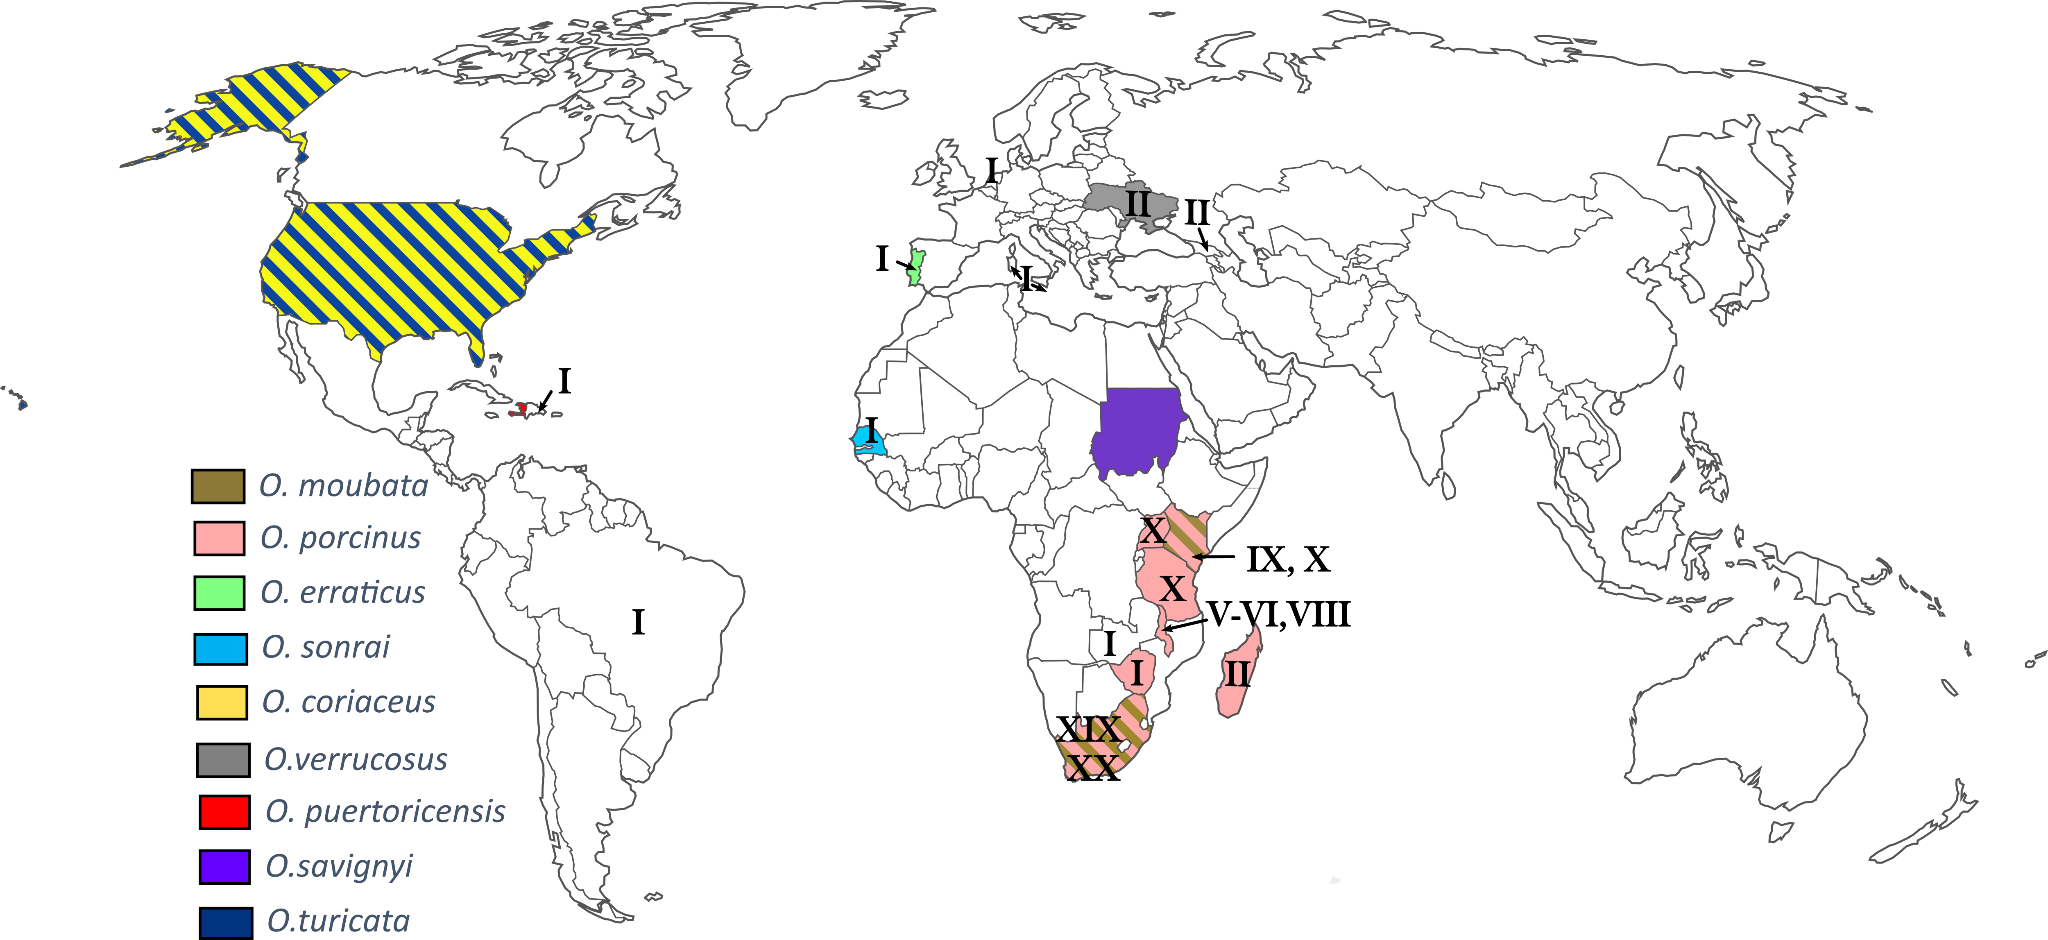 I
II
II
I
I
I
I
X
IX, X
X
V-VI,VIII
I
I
I
II
XIX
XX
O. moubata
O. porcinus
O. erraticus
O. sonrai
O. coriaceus
O.verrucosus
O. puertoricensis
O.savignyi
O.turicata